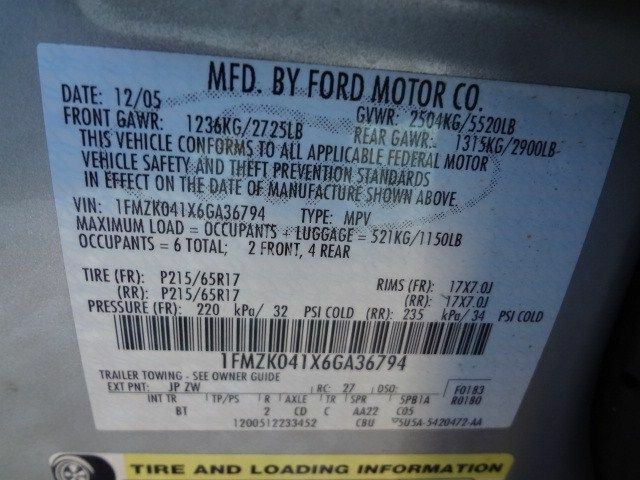 MFD. BY FORD MOTOR CO.
DATE: 12/05 GVWR: 2504KG/5520LB
FRONT GAWR: 1236KG/2725LB REAR GAWR: 1315KG/2900LB
THIS VEHICLE CONFORMS TO ALL APPLICABLE FEDERAL MOTOR
VEHICLE SAFETY AND THEFT PREVENTION STANDARDS
IN EFFECT ON THE DATE OF MANUFACTURE SHOWN ABOVE.
VIN: 1FMZK041X6GA36794 TYPE: MPV
MAXIMUM LOAD = OCCUPANTS + LUGGAGE = 521KG/1150LB
OCCUPANTS = 6 TOTAL; 2 FRONT, 4 REAR
TIRE (FR): P215/65R17 RIMS (FR): 17X7.0J
(RR): P215/65R17 (RR): 17X7.0J
PRESSURE (FR): 220 kPa/ 32 PSI COLD (RR): 235 kPa/ 34 PSI COLD
1FMZK041X6GA36794
TRAILER TOWING - SEE OWNER GUIDE
EXT PNT: JP ZW RC: 27 DSO: F0183
INT TR TP/PS R AXLE TR SPR 5PB1A R0180
BT 2 CD C AA22 C05
1200512233452 CBU 5U5A-5420472-AA
TIRE AND LOADING INFORMATION